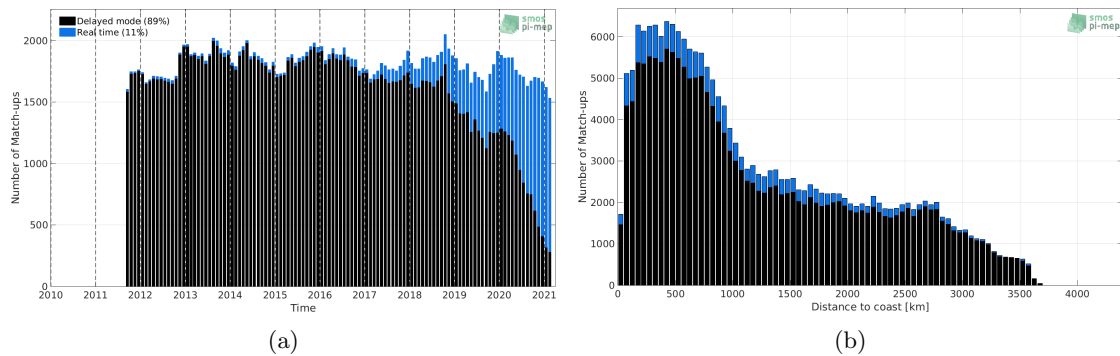 Delayed mode (89%)
Real time (11%)
smos
pi-mep
Number of Match-ups
2000
1500
1000
500
0
2010 2011 2012 2013 2014 2015 2016 2017 2018 2019 2020 2021
Time
(a)
smos
pi-mep
Number of Match-ups
6000
5000
4000
3000
2000
1000
0
0 500 1000 1500 2000 2500 3000 3500 4000
Distance to coast [km]
(b)